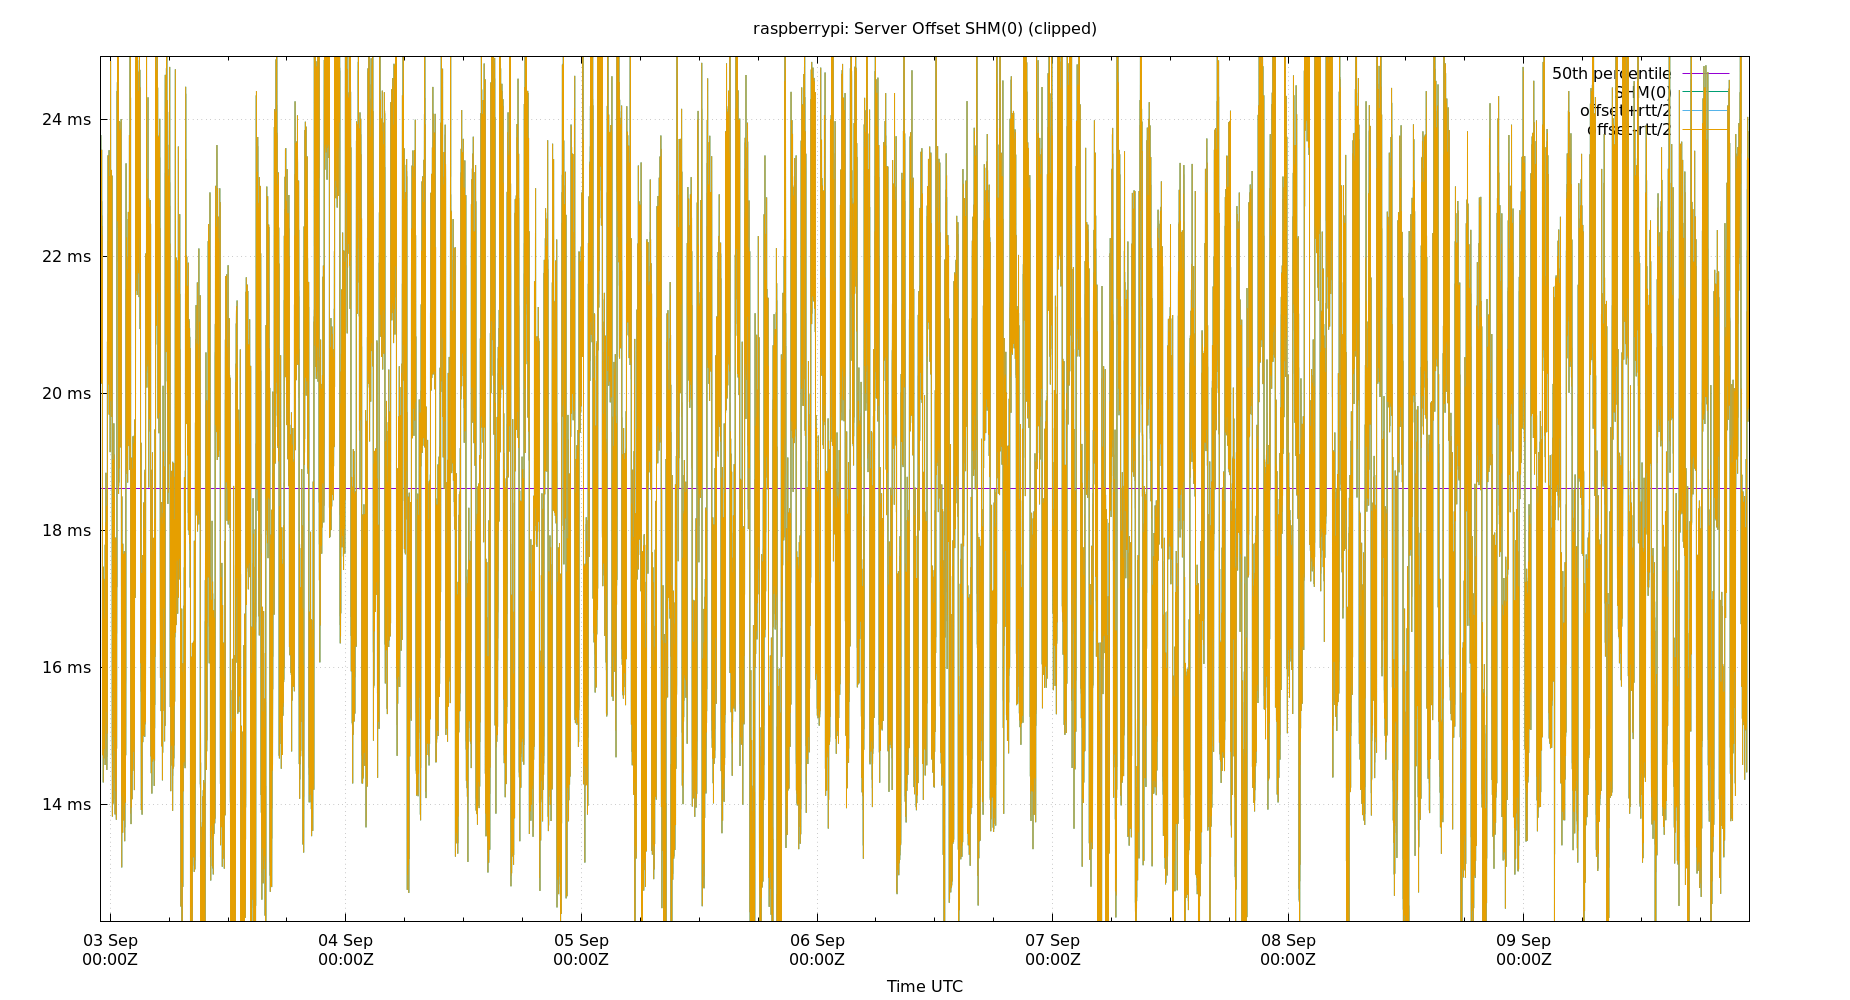 raspberrypi: Server Offset SHM(0) (clipped)
50th percentile
SHM(0)
offset+rtt/2
offset-rtt/2
24 ms
22 ms
20 ms
18 ms
16 ms
14 ms
03 Sep 04 Sep 05 Sep 06 Sep 07 Sep 08 Sep 09 Sep
00:00Z 00:00Z 00:00Z 00:00Z 00:00Z 00:00Z 00:00Z
Time UTC